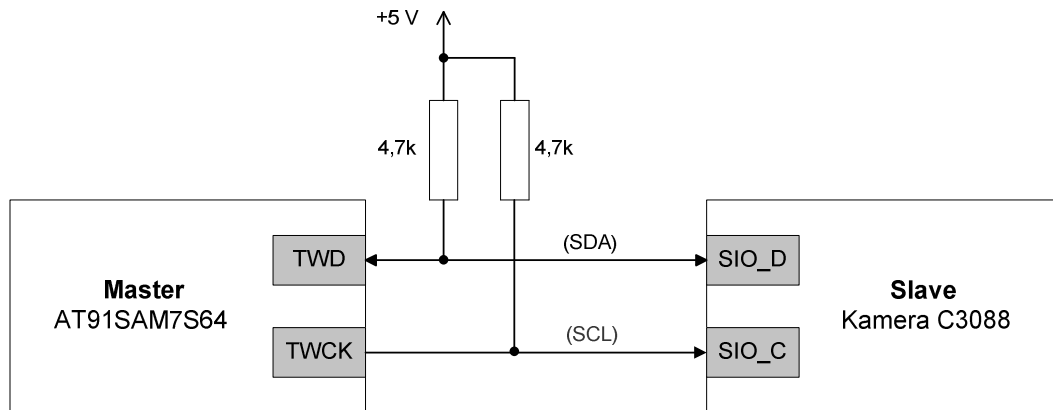 +5 V
4,7k
4,7k
TWD
(SDA)
SIO_D
Master
AT91SAM7S64
Slave
Kamera C3088
TWCK
(SCL)
SIO_C